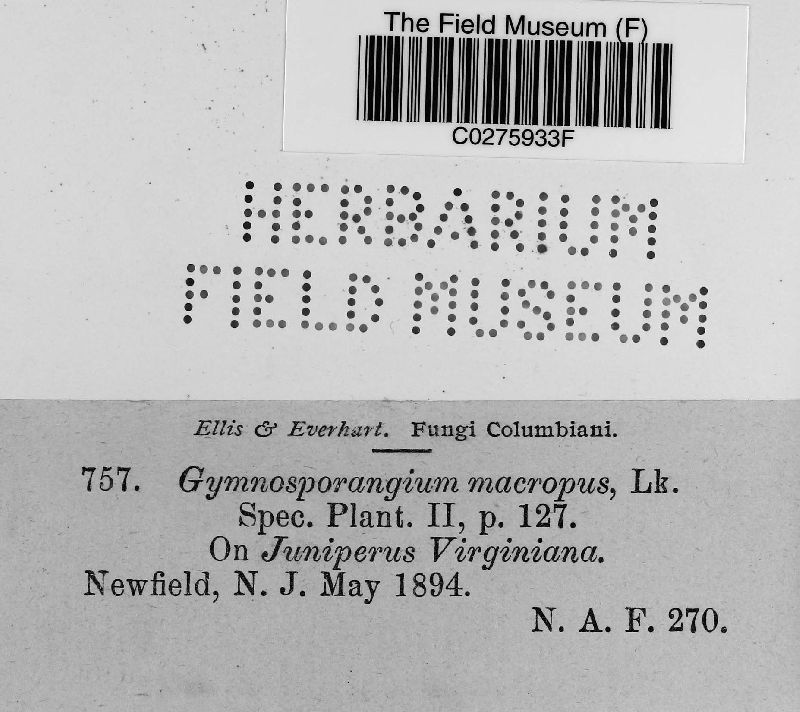 The Field Museum (F)
C0275933F
HERBARIUM
FIELD MUSEUM
Ellis & Everhart. Fungi Columbiani.
757. Gymnosporangium macropus, Lk.
Spec. Plant. II, p. 127.
On Juniperus Virginiana.
Newfield, N. J. May 1894.
N. A. F. 270.